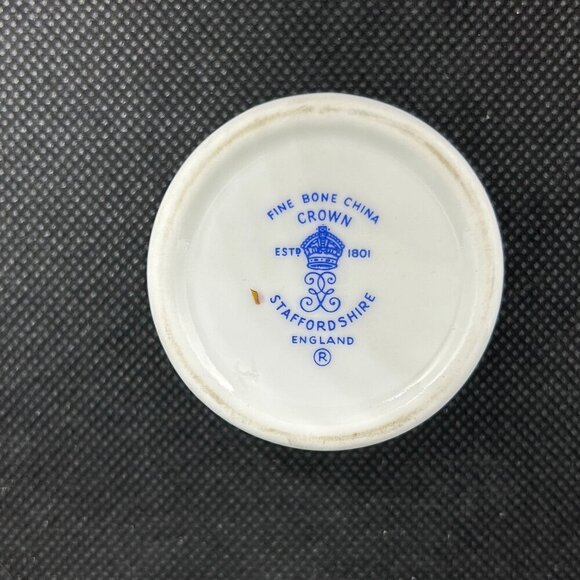 FINE BONE CHINA
CROWN
ESTD 1801
STAFFORDSHIRE
ENGLAND
®